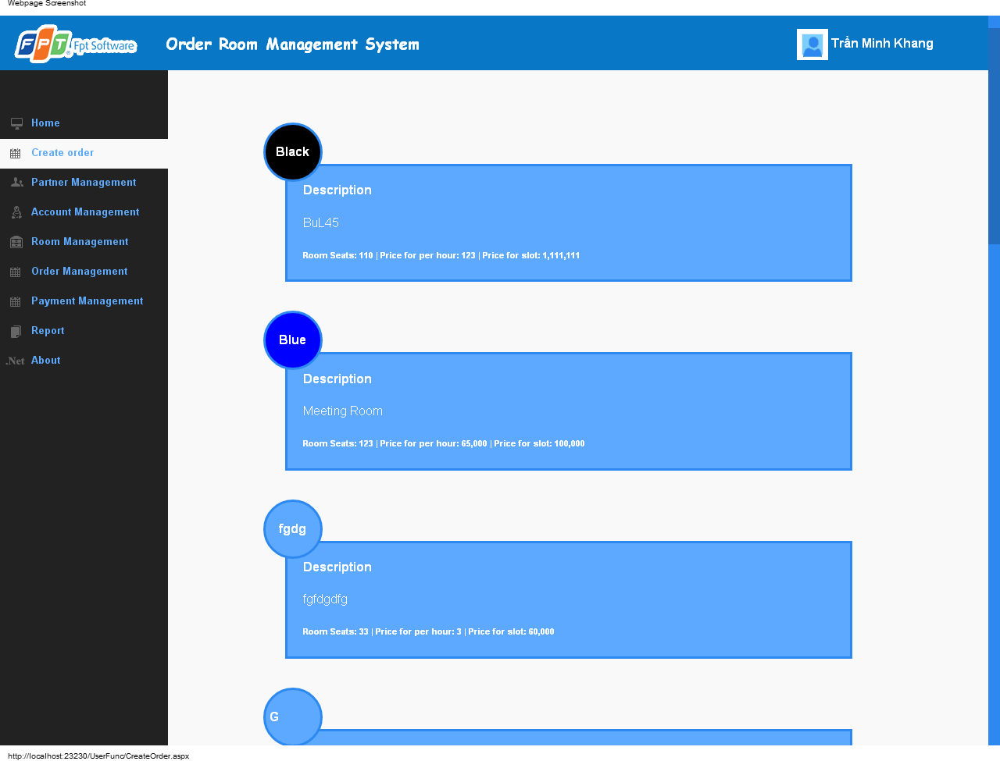 Webpage Screenshot
FPT ® Fpt Software
Order Room Management System
Trần Minh Khang
Home
Create order
Partner Management
Account Management
Room Management
Order Management
Payment Management
Report
.Net About
Black
Description
BuL45
Room Seats: 110 | Price for per hour: 123 | Price for slot: 1,111,111
Blue
Description
Meeting Room
Room Seats: 123 | Price for per hour: 65,000 | Price for slot: 100,000
fgdg
Description
fgfdgdfg
Room Seats: 33 | Price for per hour: 3 | Price for slot: 60,000
G
http://localhost:23230/UserFunc/CreateOrder.aspx